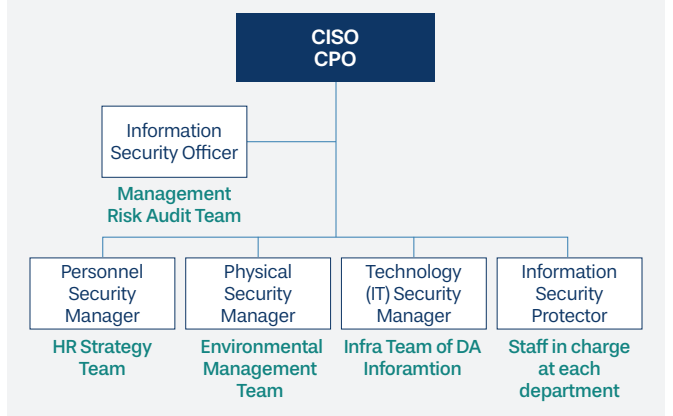 CISO
CPO
Information
Security Officer
Management
Risk Audit Team
Personnel
Security
Manager
HR Strategy
Team
Physical
Security
Manager
Environmental
Management
Team
Technology
(IT) Security
Manager
Infra Team of DA
Inforamtion
Information
Security
Protector
Staff in charge
at each
department